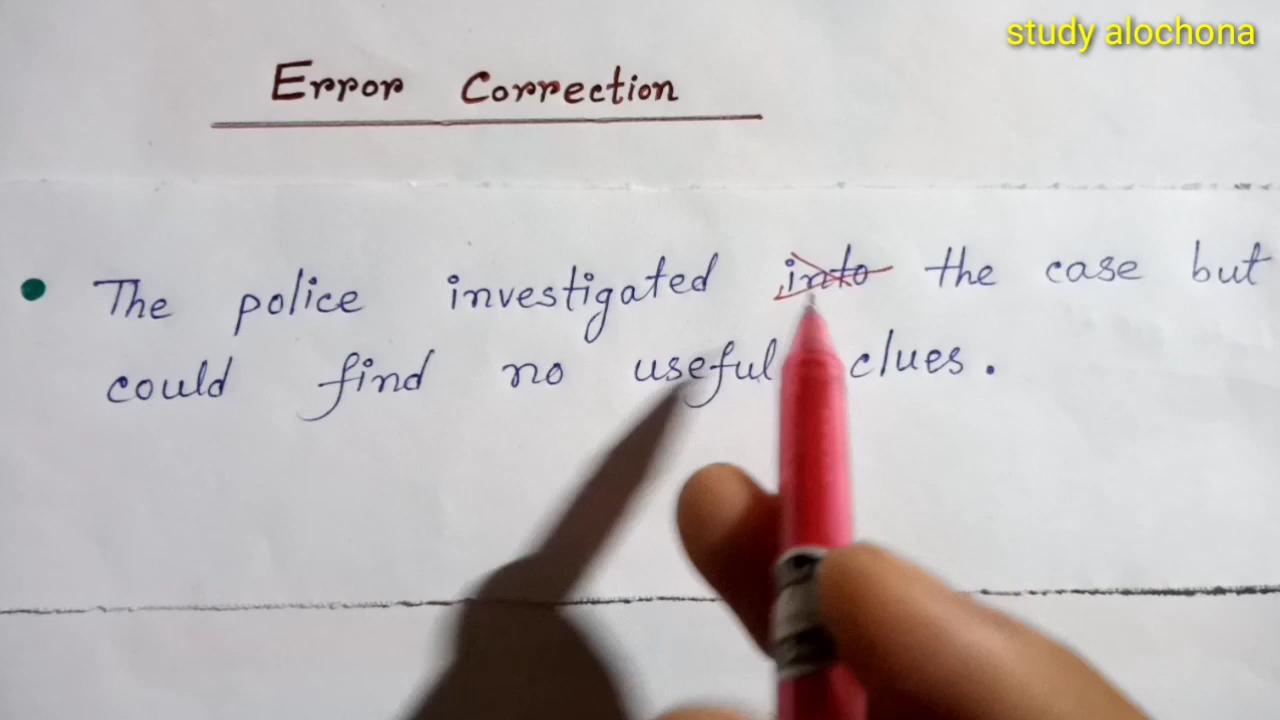 study alochona
Error Correction
The police investigated into the case but
could find no useful clues.